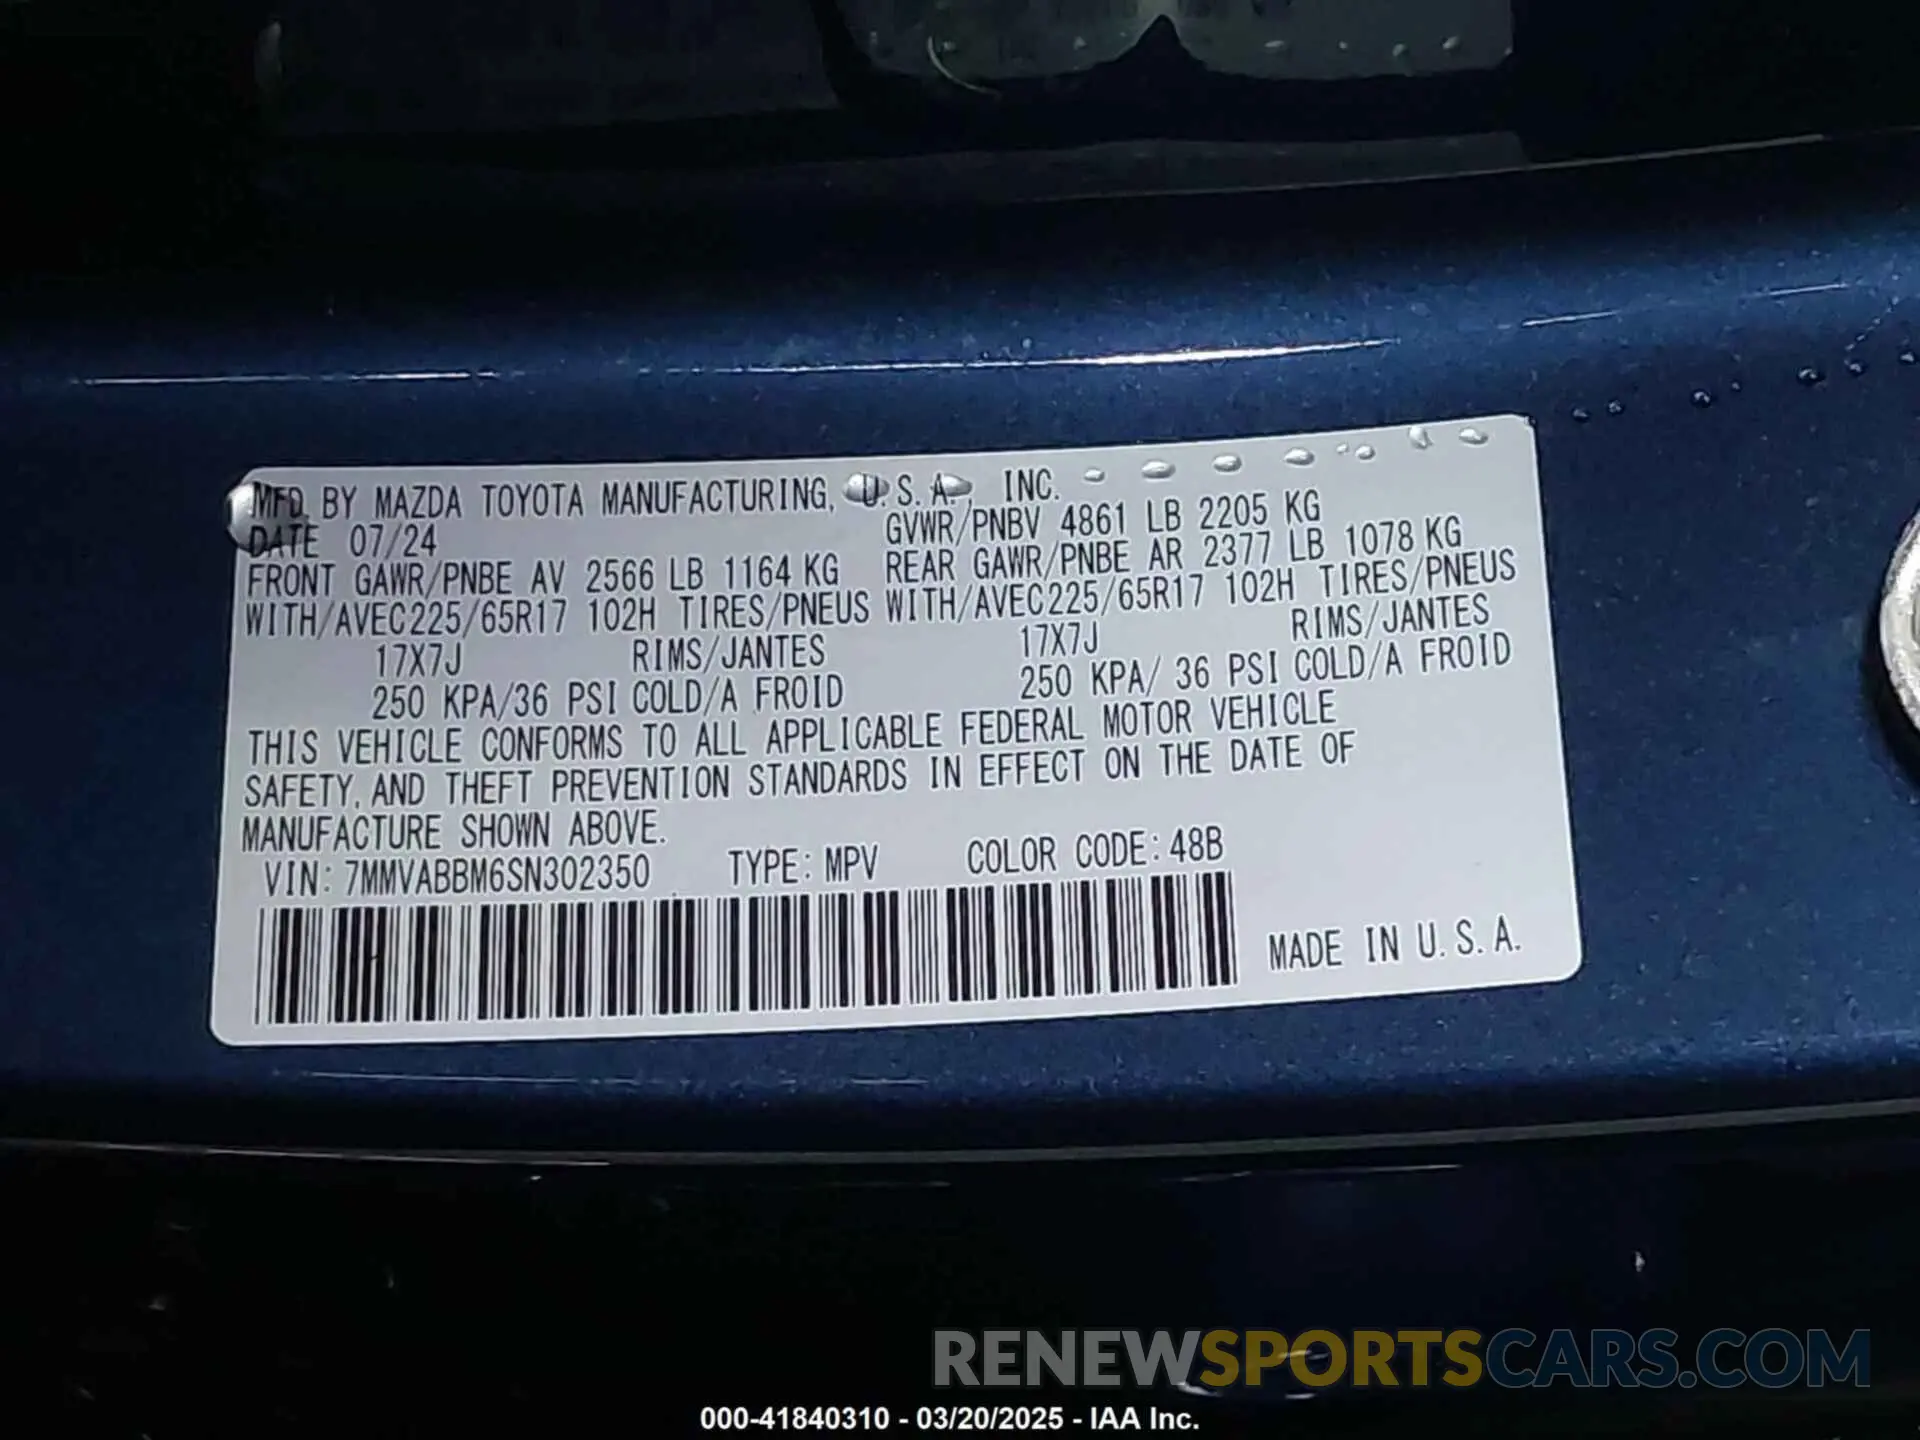 MFD. BY MAZDA TOYOTA MANUFACTURING, U.S.A., INC.
DATE 07/24 GVWR/PNBV 4861 LB 2205 KG
FRONT GAWR/PNBE AV 2566 LB 1164 KG REAR GAWR/PNBE AR 2377 LB 1078 KG
WITH/AVEC225/65R17 102H TIRES/PNEUS WITH/AVEC225/65R17 102H TIRES/PNEUS
17X7J RIMS/JANTES 17X7J RIMS/JANTES
250 KPA/36 PSI COLD/A FROID 250 KPA/ 36 PSI COLD/A FROID
THIS VEHICLE CONFORMS TO ALL APPLICABLE FEDERAL MOTOR VEHICLE
SAFETY, AND THEFT PREVENTION STANDARDS IN EFFECT ON THE DATE OF
MANUFACTURE SHOWN ABOVE.
VIN: 7MMVABBM6SN302350 TYPE: MPV COLOR CODE: 48B
MADE IN U.S.A.
RENEWSPORTSCARS.COM
000-41840310 - 03/20/2025 - IAA Inc.